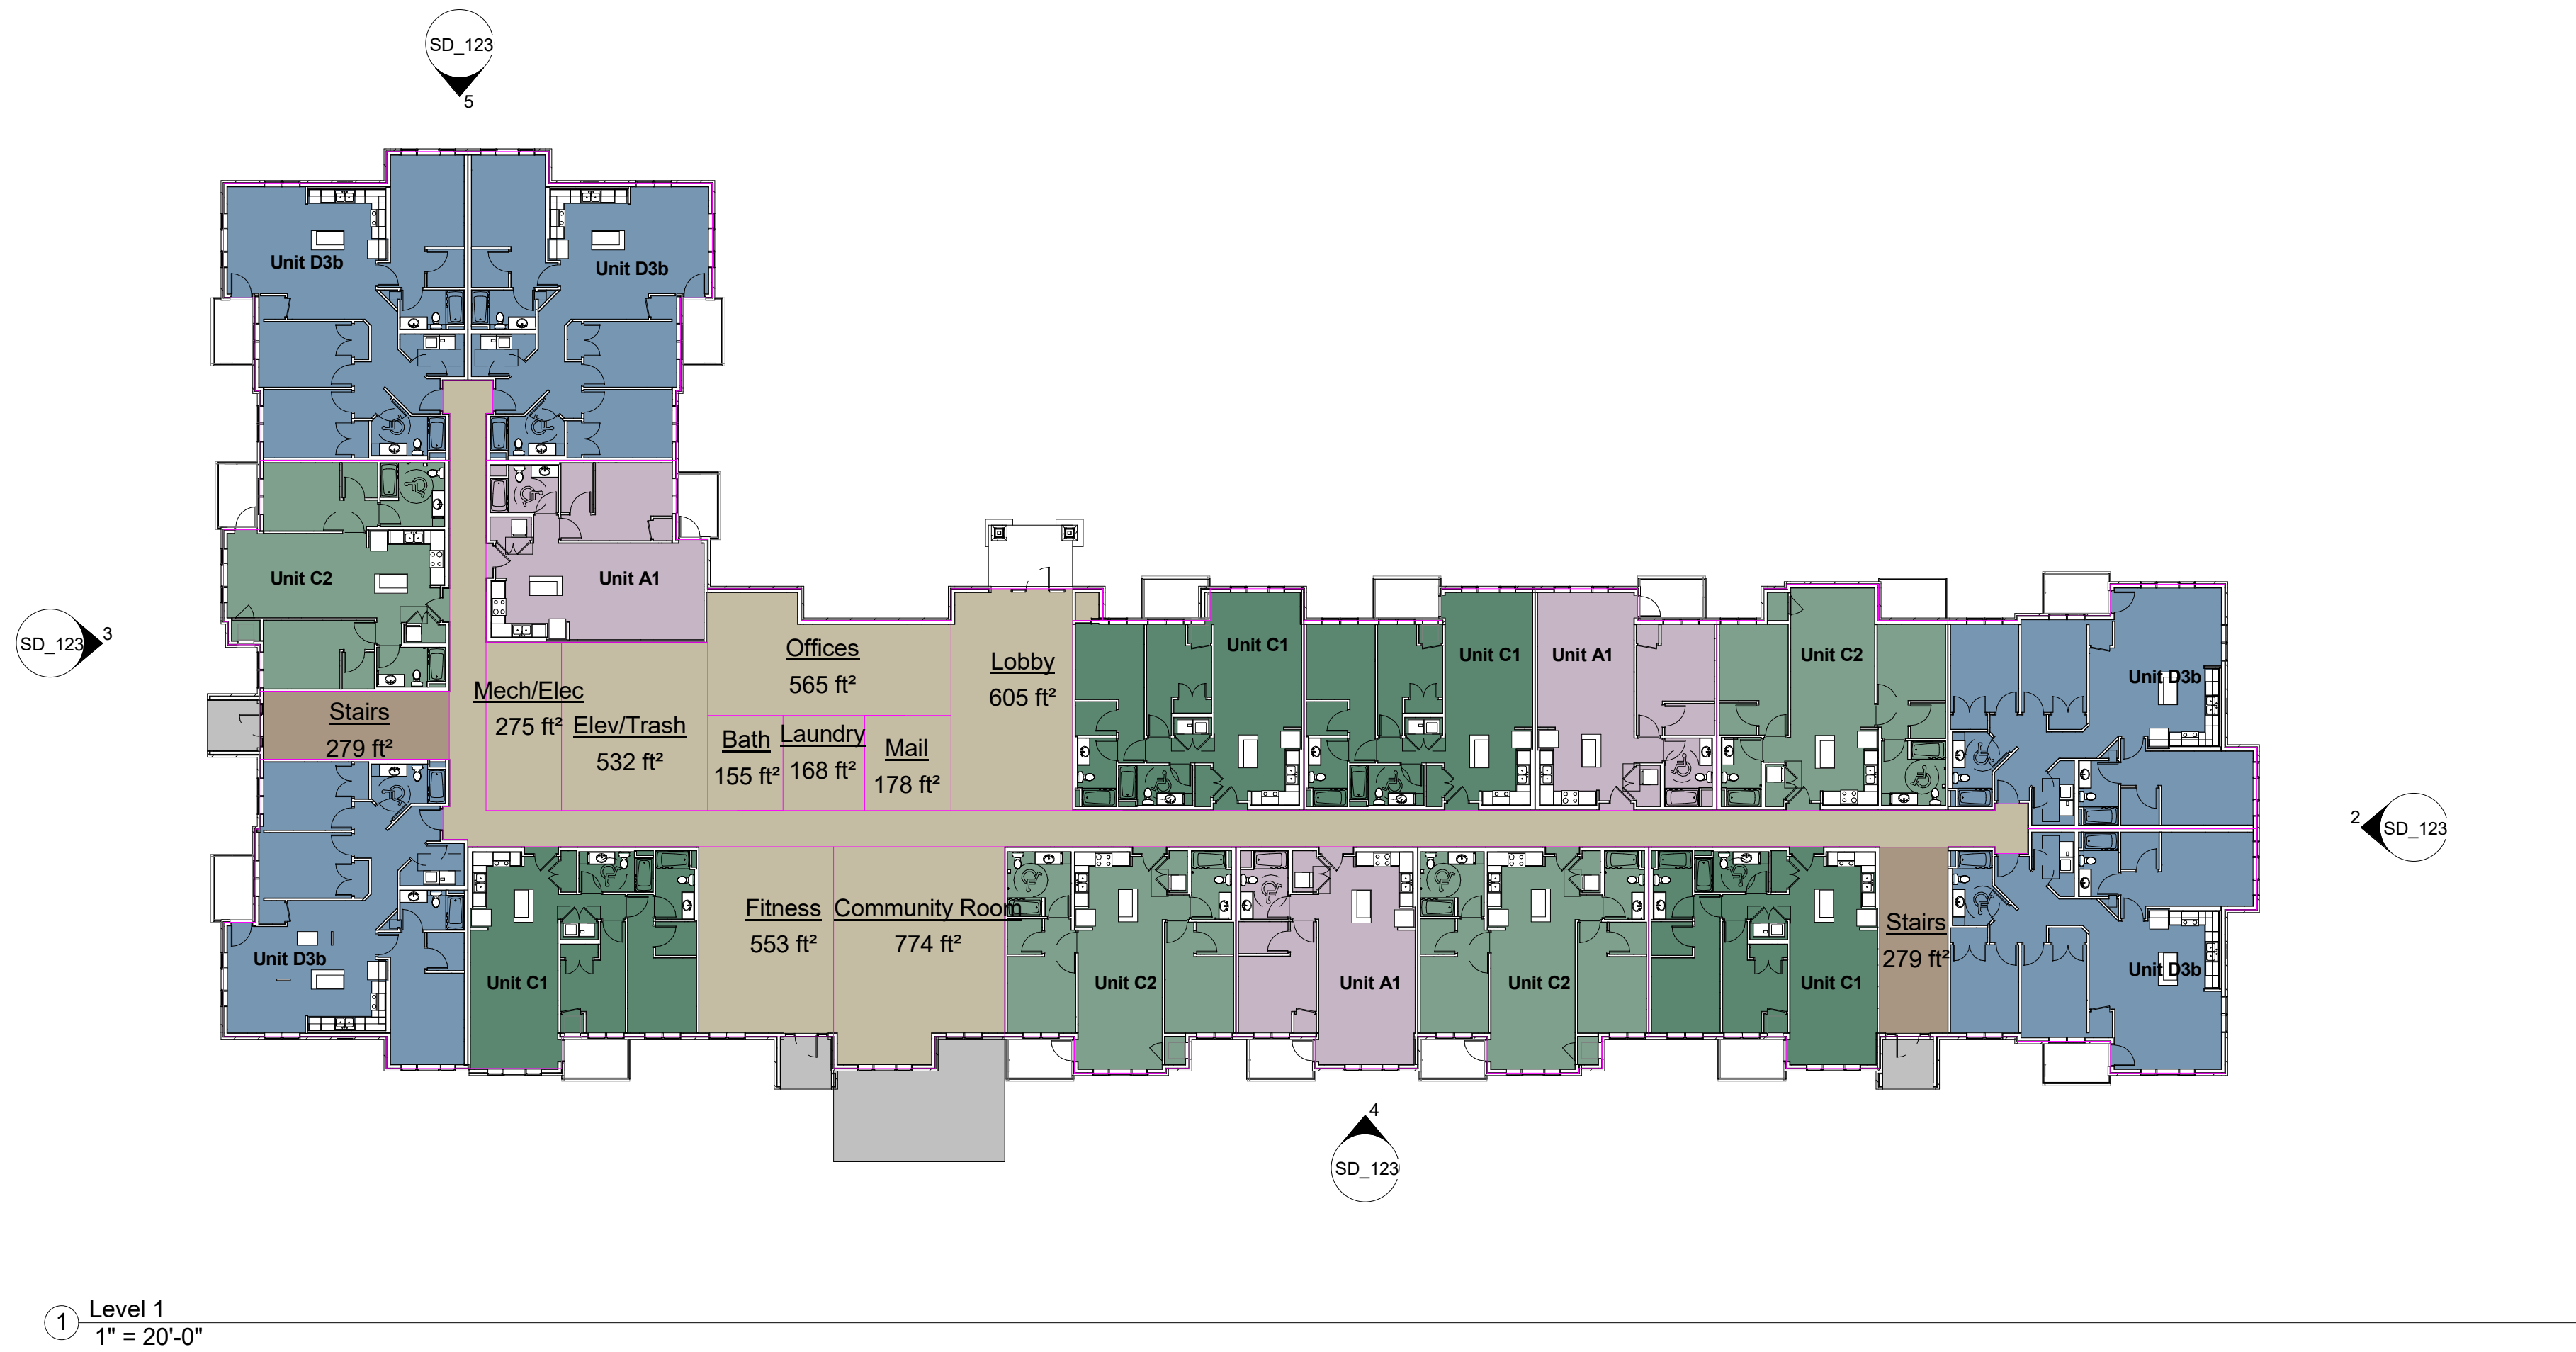 SD_123
5
Unit D3b
Unit D3b
Unit C2
Unit A1
SD_123
3
Stairs
279 ft²
Mech/Elec
275 ft²
Elev/Trash
532 ft²
Offices
565 ft²
Bath
155 ft²
Laundry
168 ft²
Mail
178 ft²
Lobby
605 ft²
Unit C1
Unit C1
Unit A1
Unit C2
Unit D3b
2
SD_123
Unit D3b
Unit C1
Fitness
553 ft²
Community Room
774 ft²
Unit C2
Unit A1
Unit C2
Unit C1
Stairs
279 ft²
Unit D3b
4
SD_123
1
Level 1
1" = 20'-0"